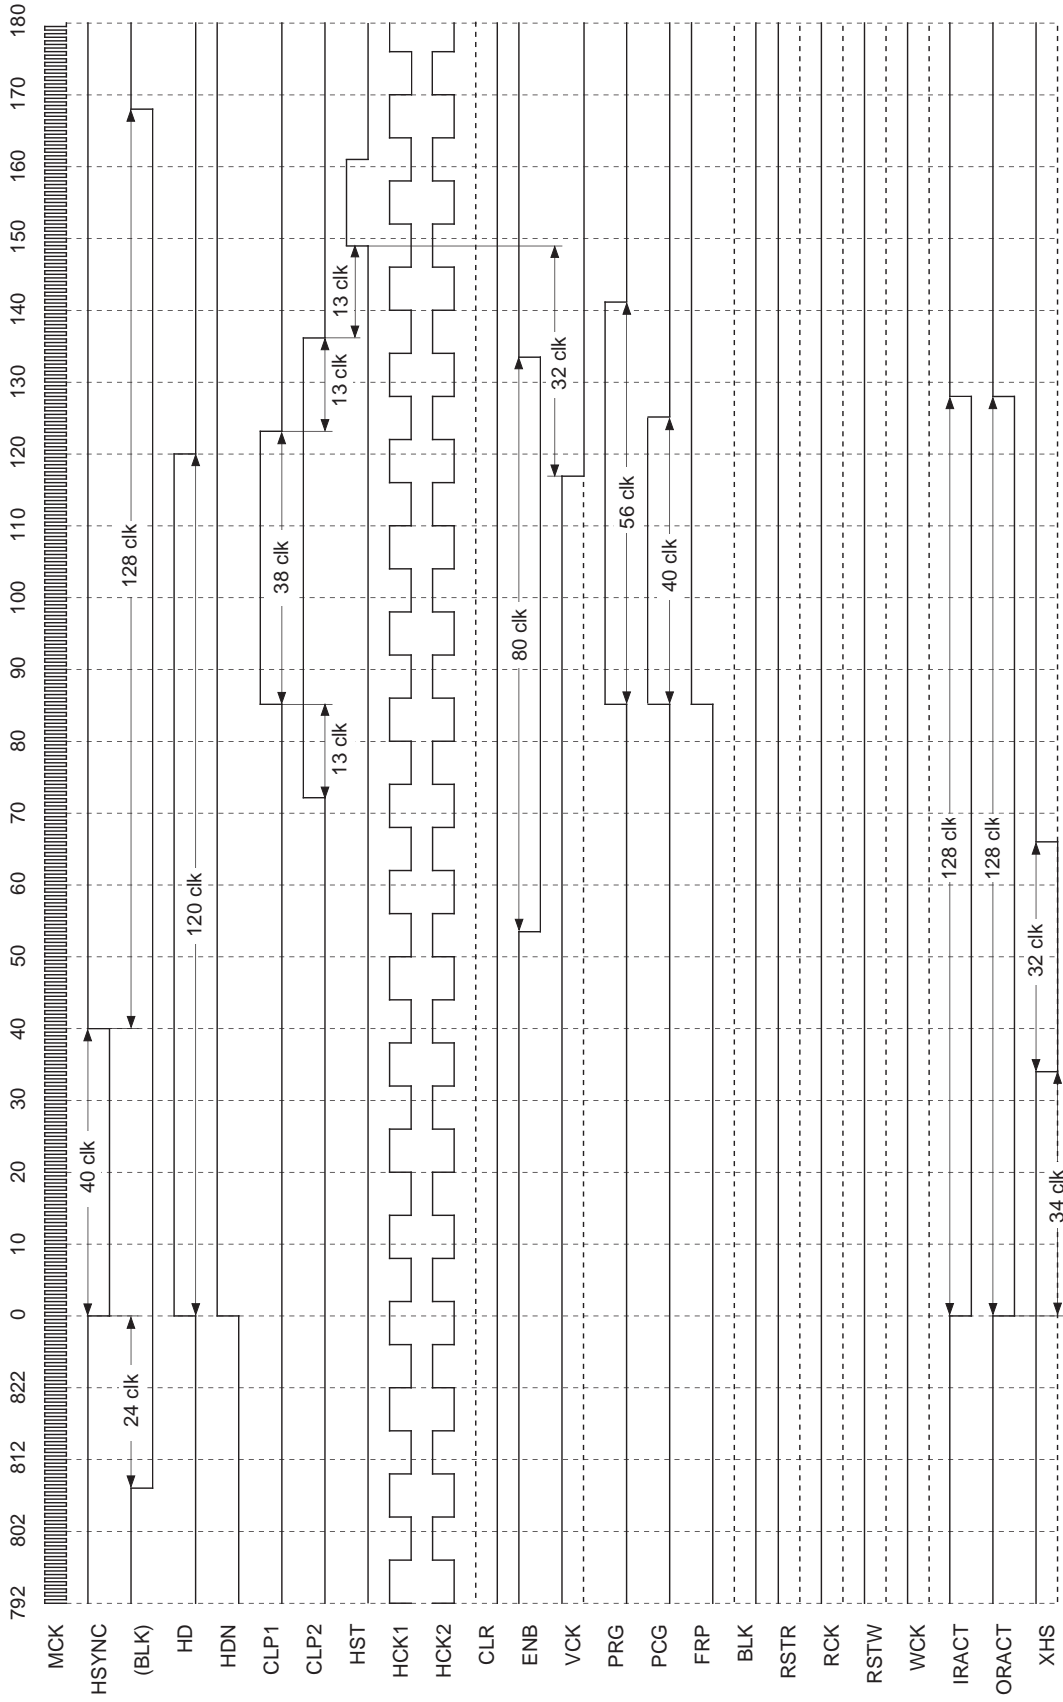 MCK
HSYNC
(BLK)
HD
HDN
CLP1
CLP2
HST
HCK1
HCK2
CLR
ENB
VCK
PRG
PCG
FRP
BLK
RSTR
RCK
RSTW
WCK
IRACT
ORACT
XHS
792 802 812 822 0 10 20 30 40 50 60 70 80 90 100 110 120 130 140 150 160 170 180
40 clk
24 clk
128 clk
120 clk
38 clk
13 clk
13 clk
13 clk
80 clk
32 clk
56 clk
40 clk
128 clk
128 clk
32 clk
34 clk